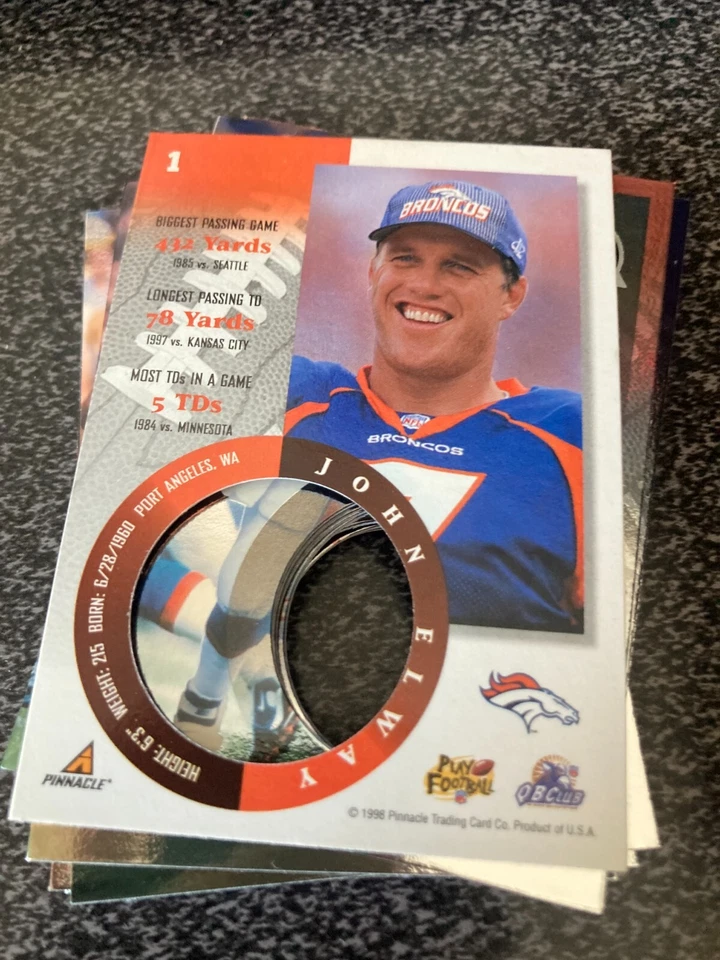 1
BIGGEST PASSING GAME
432 Yards
1985 vs. SEATTLE
LONGEST PASSING TD
78 Yards
1997 vs. KANSAS CITY
MOST TDs IN A GAME
5 TDs
1984 vs. MINNESOTA
BRONCOS
NFL
BRONCOS
7
JOHN ELWAY
HEIGHT: 6'3" WEIGHT: 215 BORN: 6/28/1960 PORT ANGELES, WA
PINNACLE
PLAY
FOOTBALL
QB CLUB
© 1998 Pinnacle Trading Card Co. Product of U.S.A.